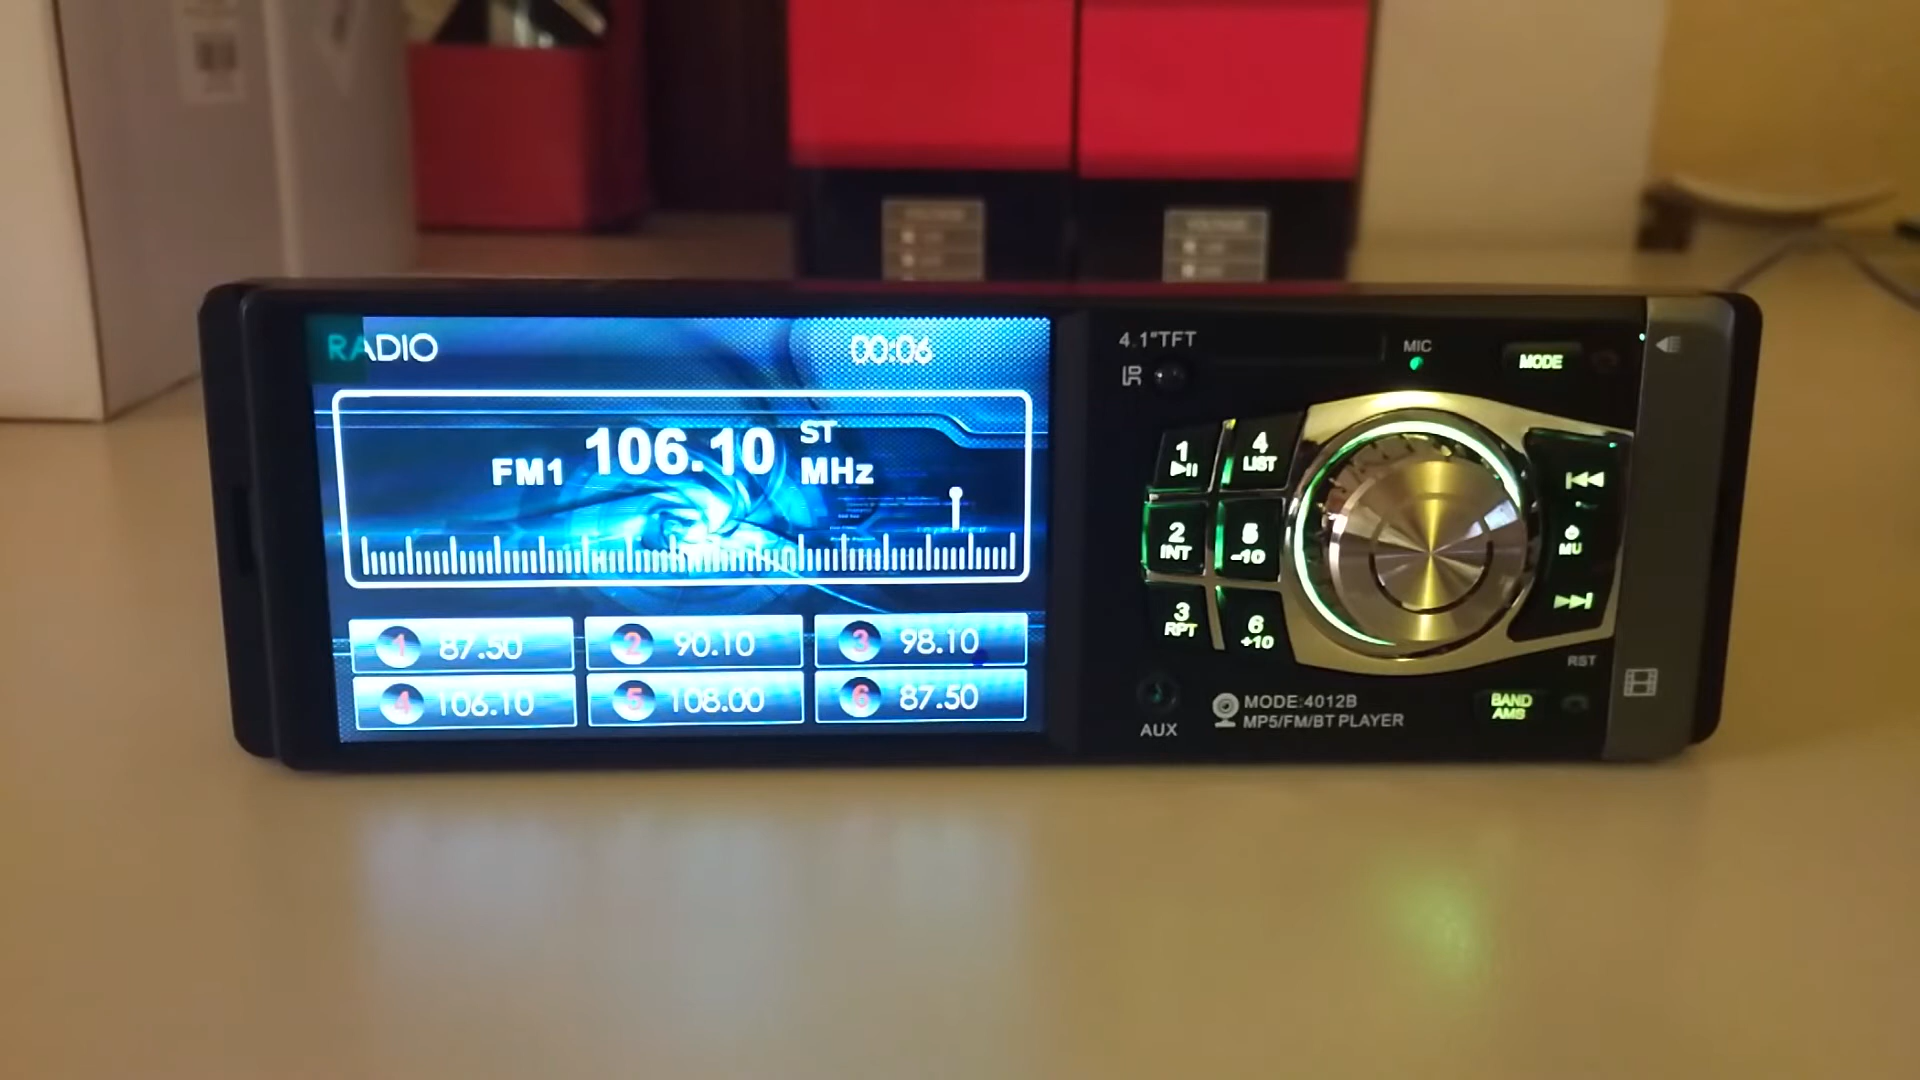 RADIO
00:06
FM1 106.10 ST MHz
1 87.50
2 90.10
3 98.10
4 106.10
5 108.00
6 87.50
4.1"TFT
IR
MIC
MODE
1
4
LIST
2
INT
5
-10
3
RPT
6
+10
MU
RST
AUX
MODE:4012B
MP5/FM/BT PLAYER
BAND
AMS